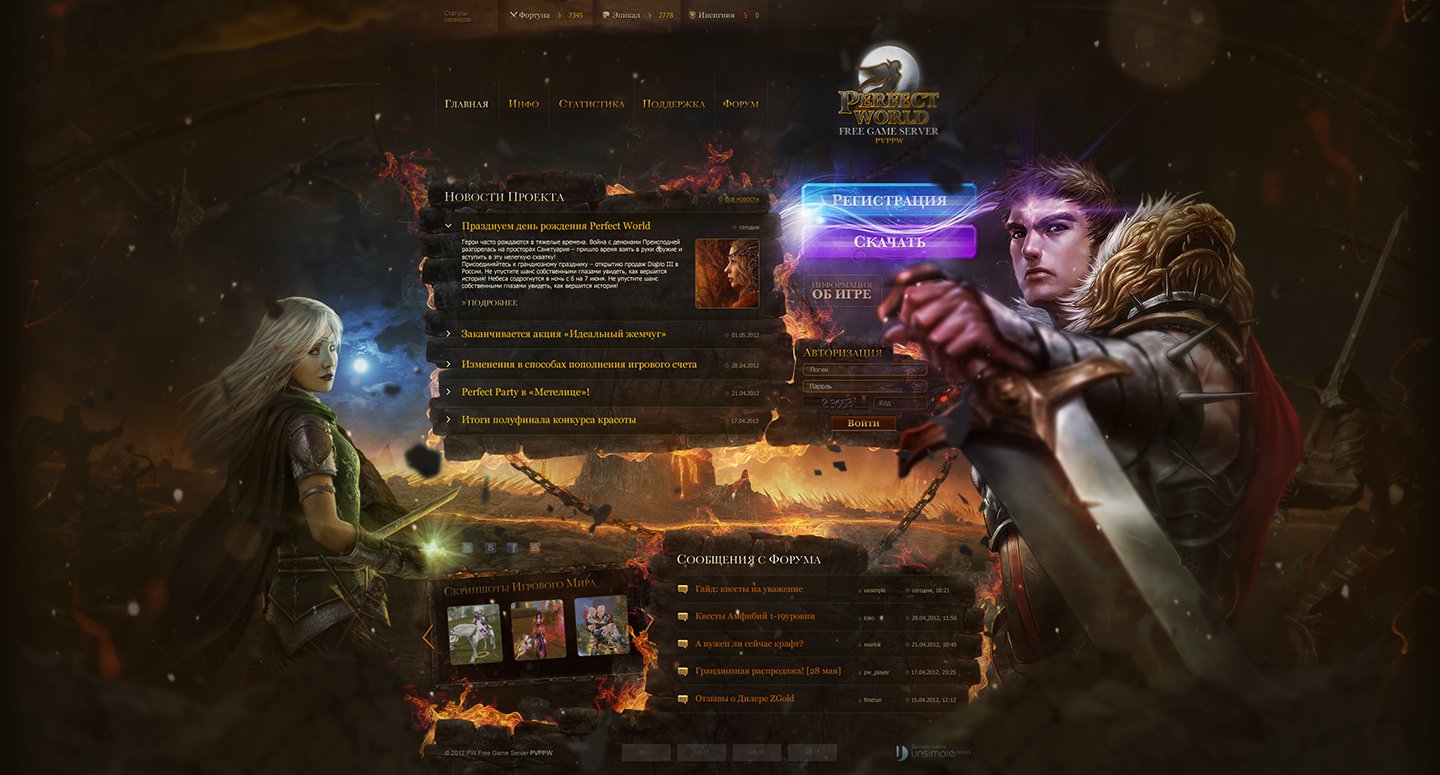 Статусы
серверов:
Фортуна 7345 Эпикал 2778 Инсигния 0
Главная Инфо Статистика Поддержка Форум
Perfect
World
Free Game Server
PVPPW
Новости Проекта Все новости
Празднуем день рождения Perfect World сегодня
Герои часто рождаются в тяжелые времена. Война с демонами Преисподней
разгорелась на просторах Санктуария – пришло время взять в руки оружие и
вступить в эту нелегкую схватку!
Присоединяйтесь к грандиозному празднику – открытию продаж Diablo III в
России. Не упустите шанс собственными глазами увидеть, как вершится
история! Небеса содрогнутся в ночь с 6 на 7 июня. Не упустите шанс
собственными глазами увидеть, как вершится история!
» Подробнее
Заканчивается акция «Идеальный жемчуг» 01.05.2012
Изменения в способах пополнения игрового счета 28.04.2012
Perfect Party в «Метелице»! 21.04.2012
Итоги полуфинала конкурса красоты 17.04.2012
Регистрация
Скачать
Информация
Об игре
Авторизация
Логин
Пароль
Код
Войти
Скриншоты Игрового Мира
Сообщения с Форума
Гайд: квесты на уважение unsimple сегодня, 18:21
Квесты Амфибий 1-19уровни loko 28.04.2012, 11:56
А нужен ли сейчас крафт? moriok 21.04.2012, 10:45
Грандиозная распродажа! [28 мая] pw_player 17.04.2012, 23:25
Отзывы о Дилере ZGold firstrun 15.04.2012, 12:12
© 2012 PW Free Game Server PVPPW
Дизайн сайта
unsimple design